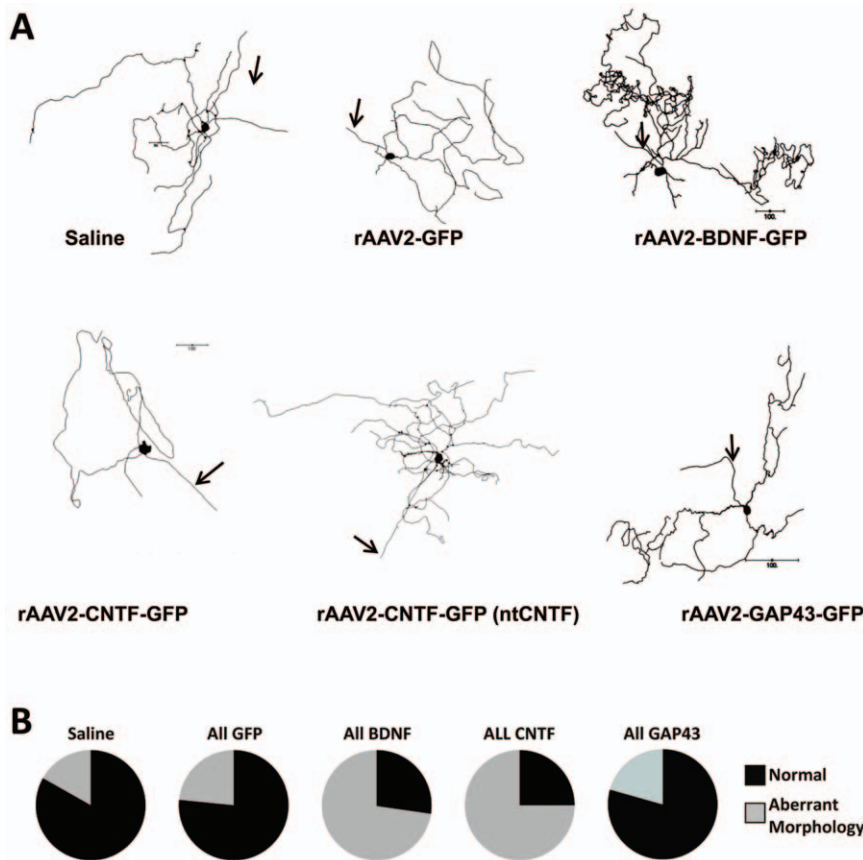 A
Saline
rAAV2-GFP
100.
rAAV2-BDNF-GFP
rAAV2-CNTF-GFP
rAAV2-CNTF-GFP (ntCNTF)
100.
rAAV2-GAP43-GFP
B
Saline
All GFP
All BDNF
ALL CNTF
All GAP43
Normal
Aberrant
Morphology